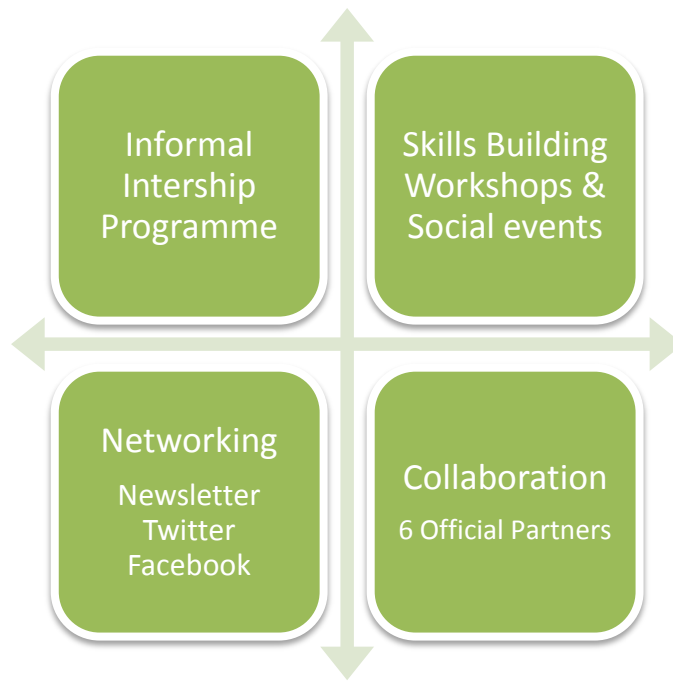 Informal
Intership
Programme
Skills Building
Workshops &
Social events
Networking
Newsletter
Twitter
Facebook
Collaboration
6 Official Partners